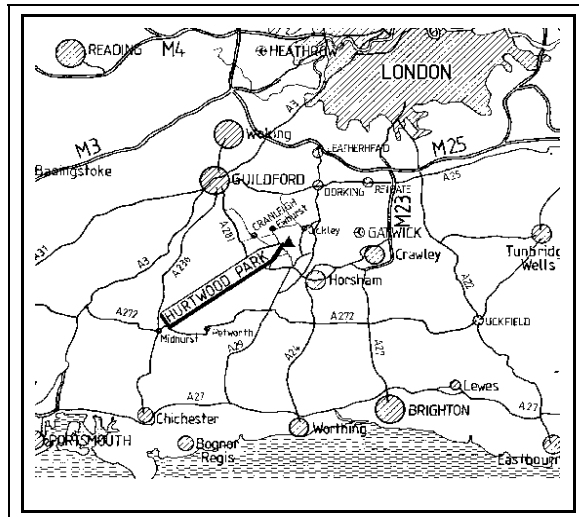 READING
M4
HEATHROW
LONDON
A3
M3
Woking
LEATHERHEAD
M25
Basingstoke
GUILDFORD
DORKING
REIGATE
A25
M23
CRANLEIGH
Ewhurst
Ockley
GATWICK
Crawley
A281
A31
A3
A286
HURTWOOD PARK
Horsham
Tunbridge
Wells
A22
A272
A272
UCKFIELD
Midhurst
Petworth
A29
A24
A27
A27
Lewes
A27
Chichester
BRIGHTON
PORTSMOUTH
Bognor
Regis
Worthing
Eastbourn